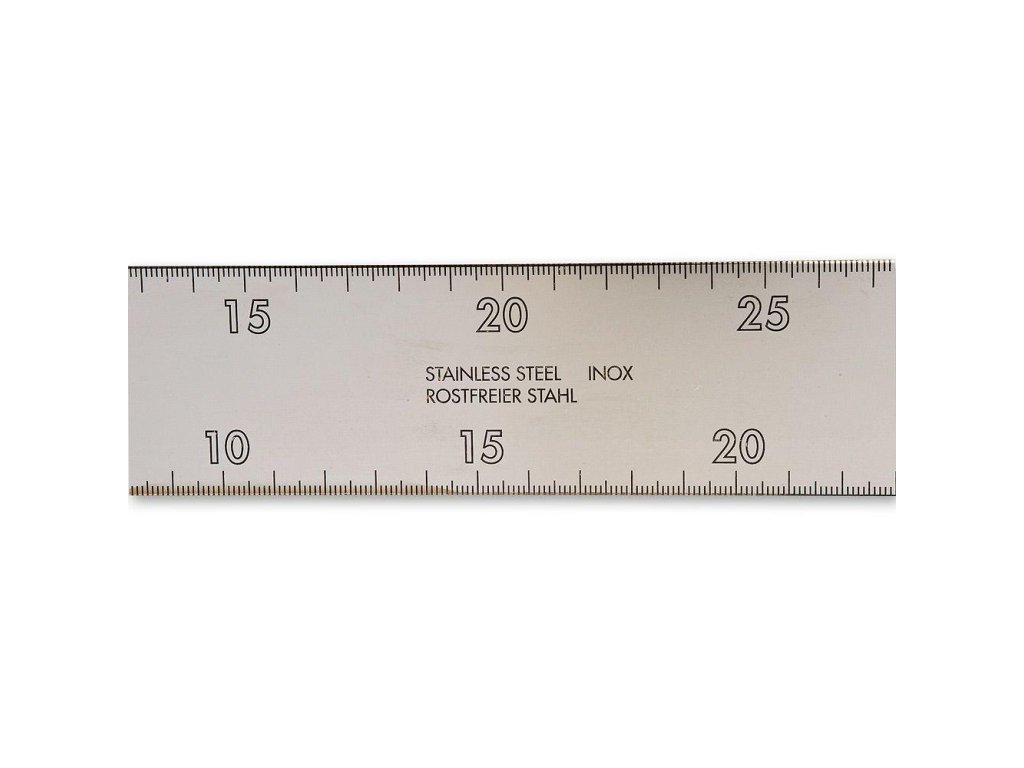 15 20 25
STAINLESS STEEL INOX
ROSTFREIER STAHL
10 15 20